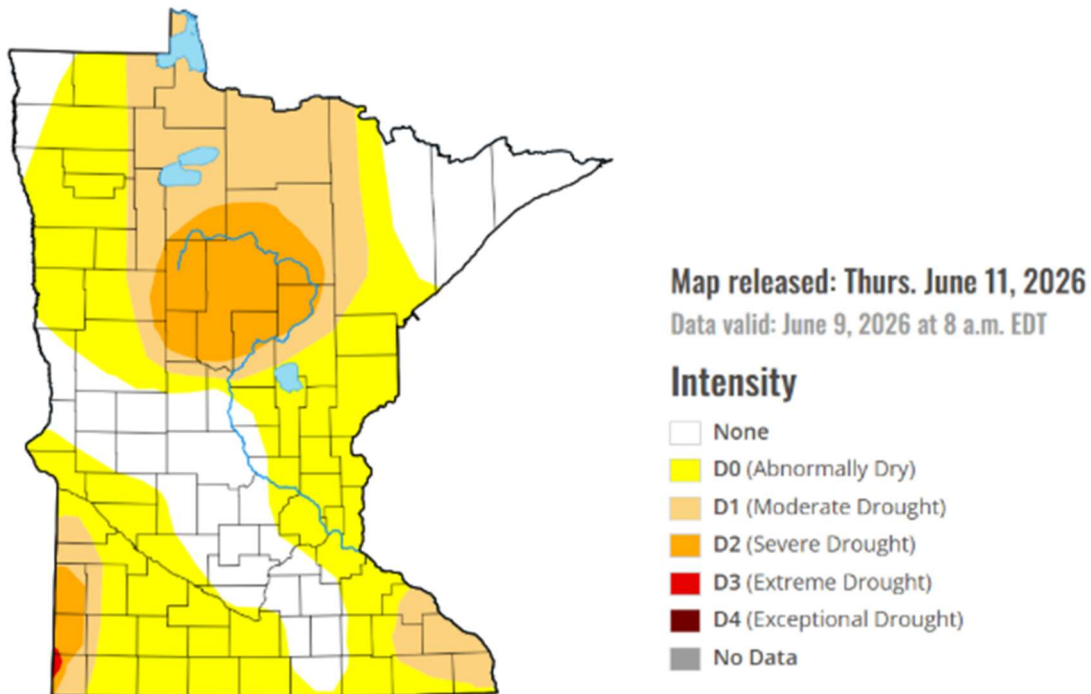 Map released: Thurs. June 11, 2026
Data valid: June 9, 2026 at 8 a.m. EDT
Intensity
None
D0 (Abnormally Dry)
D1 (Moderate Drought)
D2 (Severe Drought)
D3 (Extreme Drought)
D4 (Exceptional Drought)
No Data